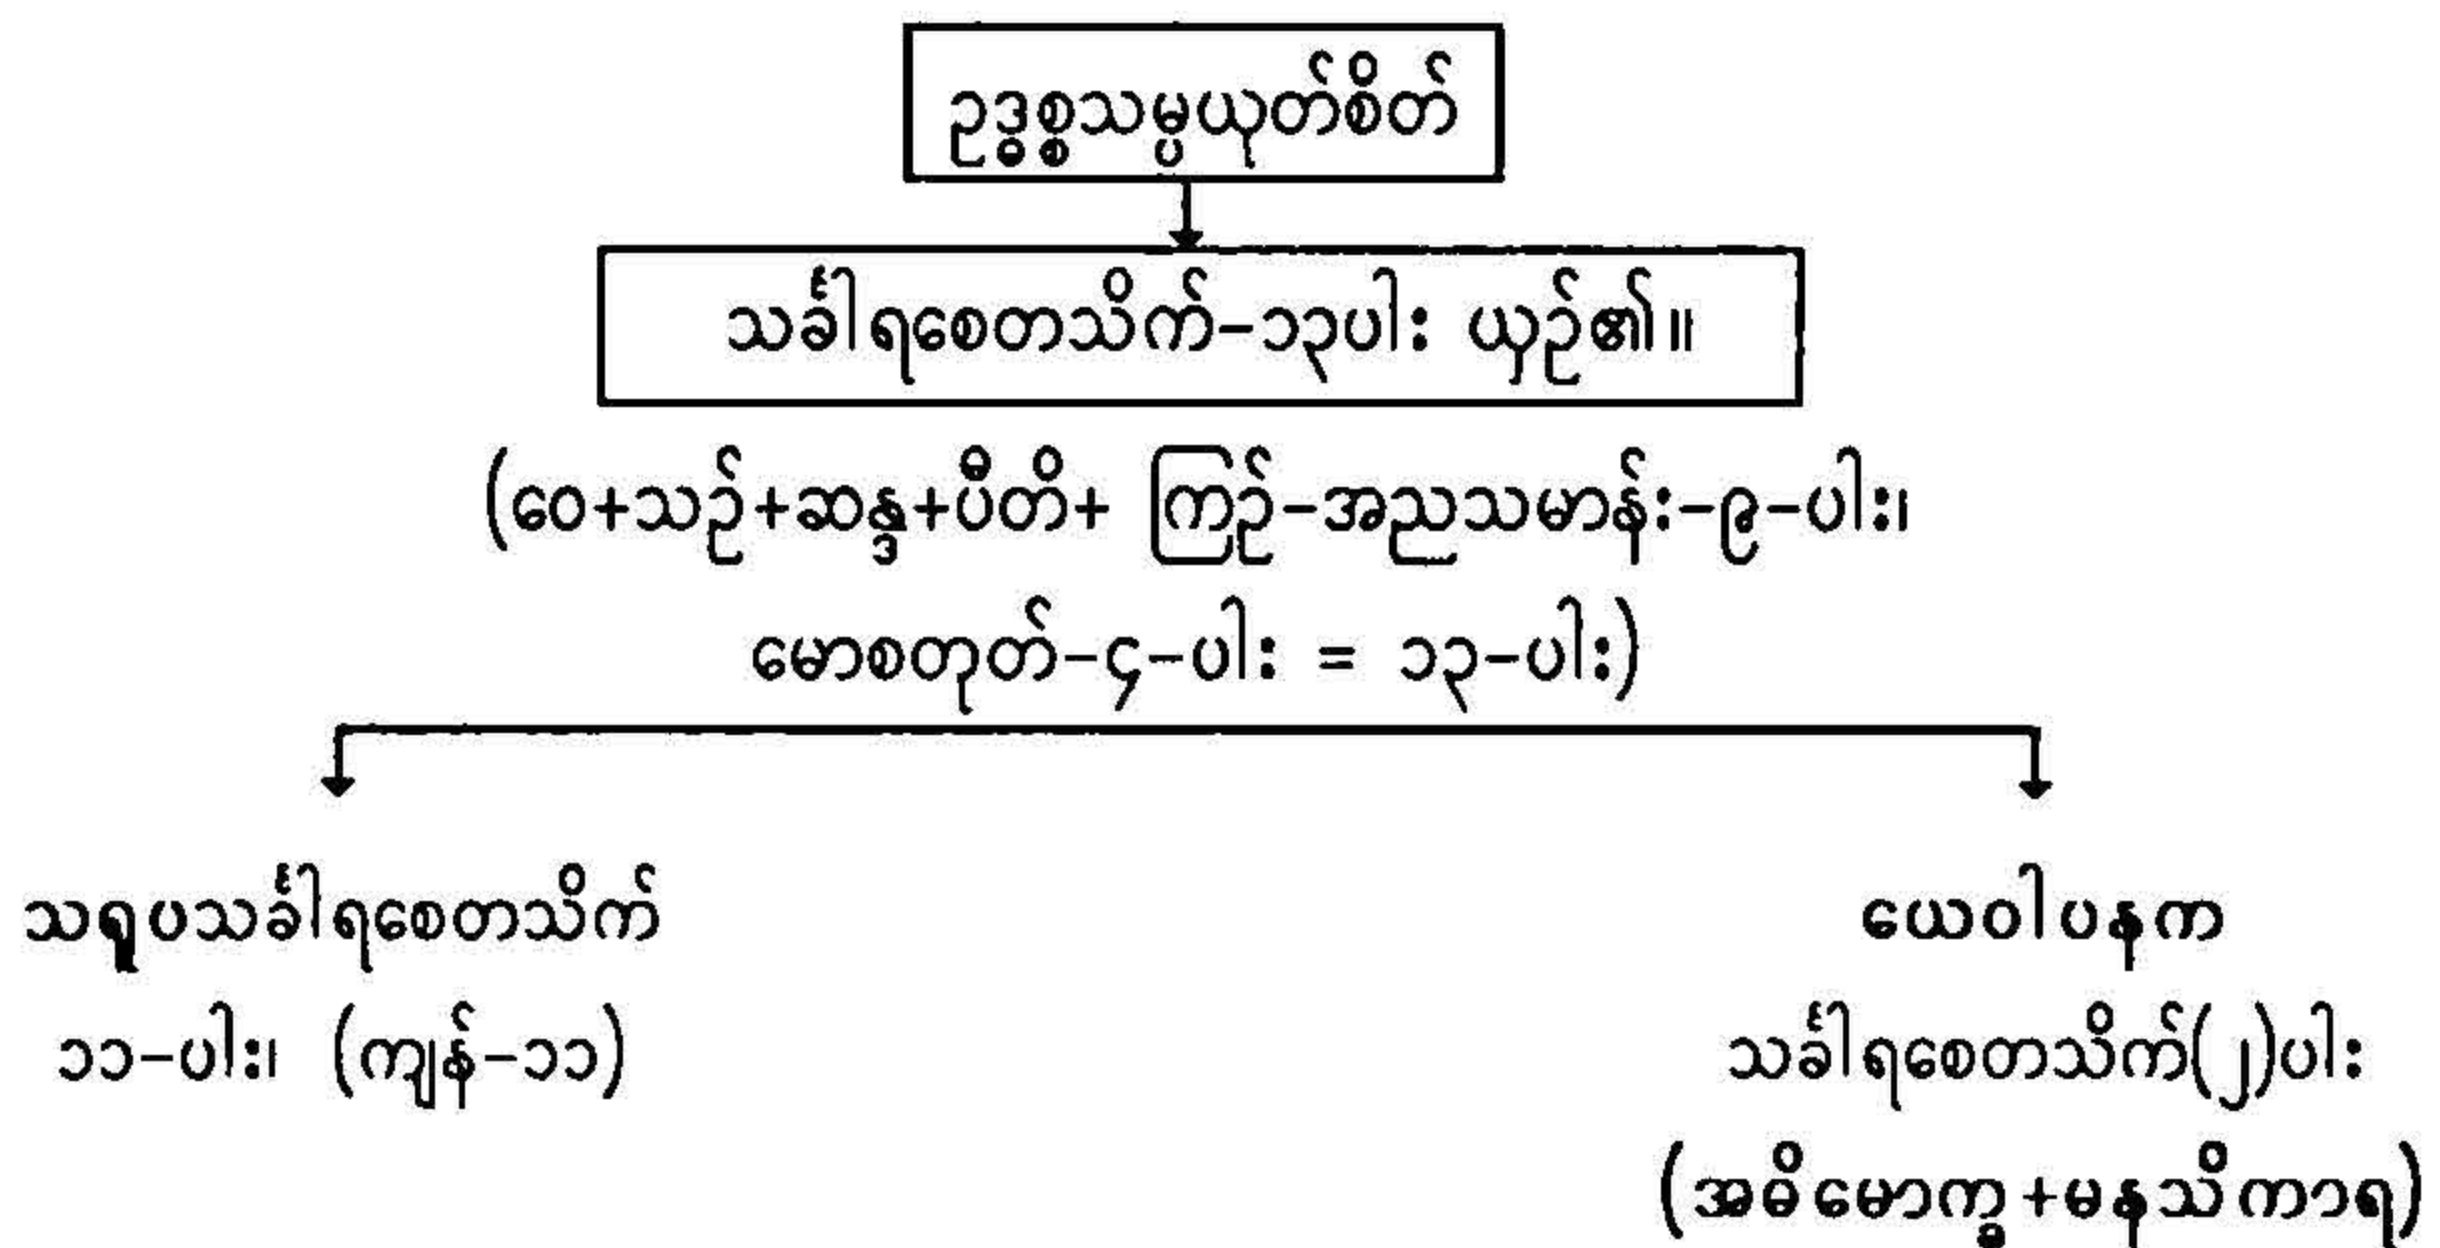 ဥဒ္ဓစ္စသမ္ပယုတ်စိတ်
သင်္ခါရစေတသိက်-၁၃ပါး ယှဉ်၏။
(ဝေ+သဉ်+ဆန္ဒ+ပီတိ+ ကြဉ်-အညသမာန်း-၉-ပါး၊
မောစတုတ်-၄-ပါး = ၁၃-ပါး)
သရူပသင်္ခါရစေတသိက်
၁၁-ပါး၊ (ကျန်-၁၁)
ယေဝါပနက
သင်္ခါရစေတသိက်(၂)ပါး
(အဓိမောက္ခ+မနသိကာရ)